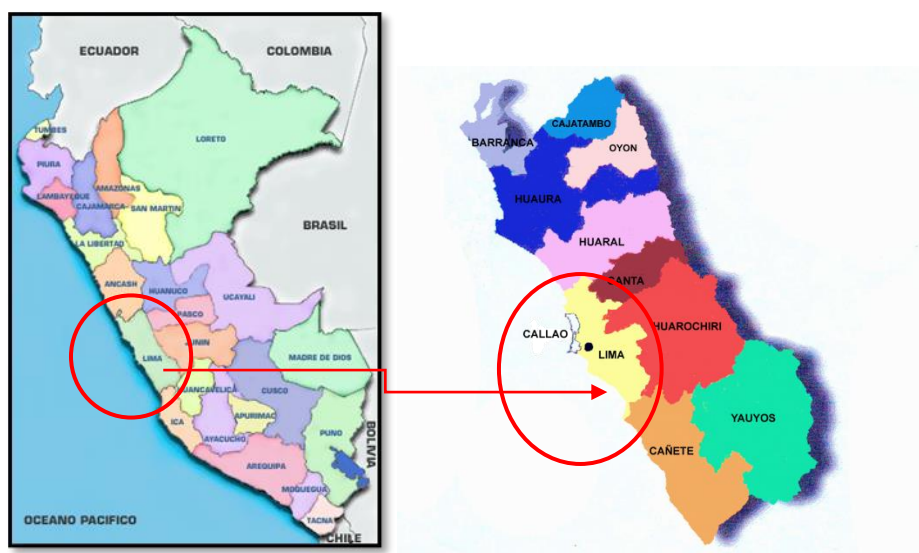 ECUADOR
COLOMBIA
TUMBES
LORETO
PIURA
AMAZONAS
LAMBAYEQUE
CAJAMARCA
SAN MARTIN
BRASIL
LA LIBERTAD
ANCASH
HUANUCO
UCAYALI
PASCO
JUNIN
LIMA
MADRE DE DIOS
HUANCAVELICA
CUSCO
ICA
APURIMAC
AYACUCHO
PUNO
BOLIVIA
AREQUIPA
MOQUEGUA
TACNA
OCEANO PACIFICO
CHILE
CAJATAMBO
BARRANCA
OYON
HUAURA
HUARAL
CANTA
CALLAO
HUAROCHIRI
LIMA
YAUYOS
CAÑETE